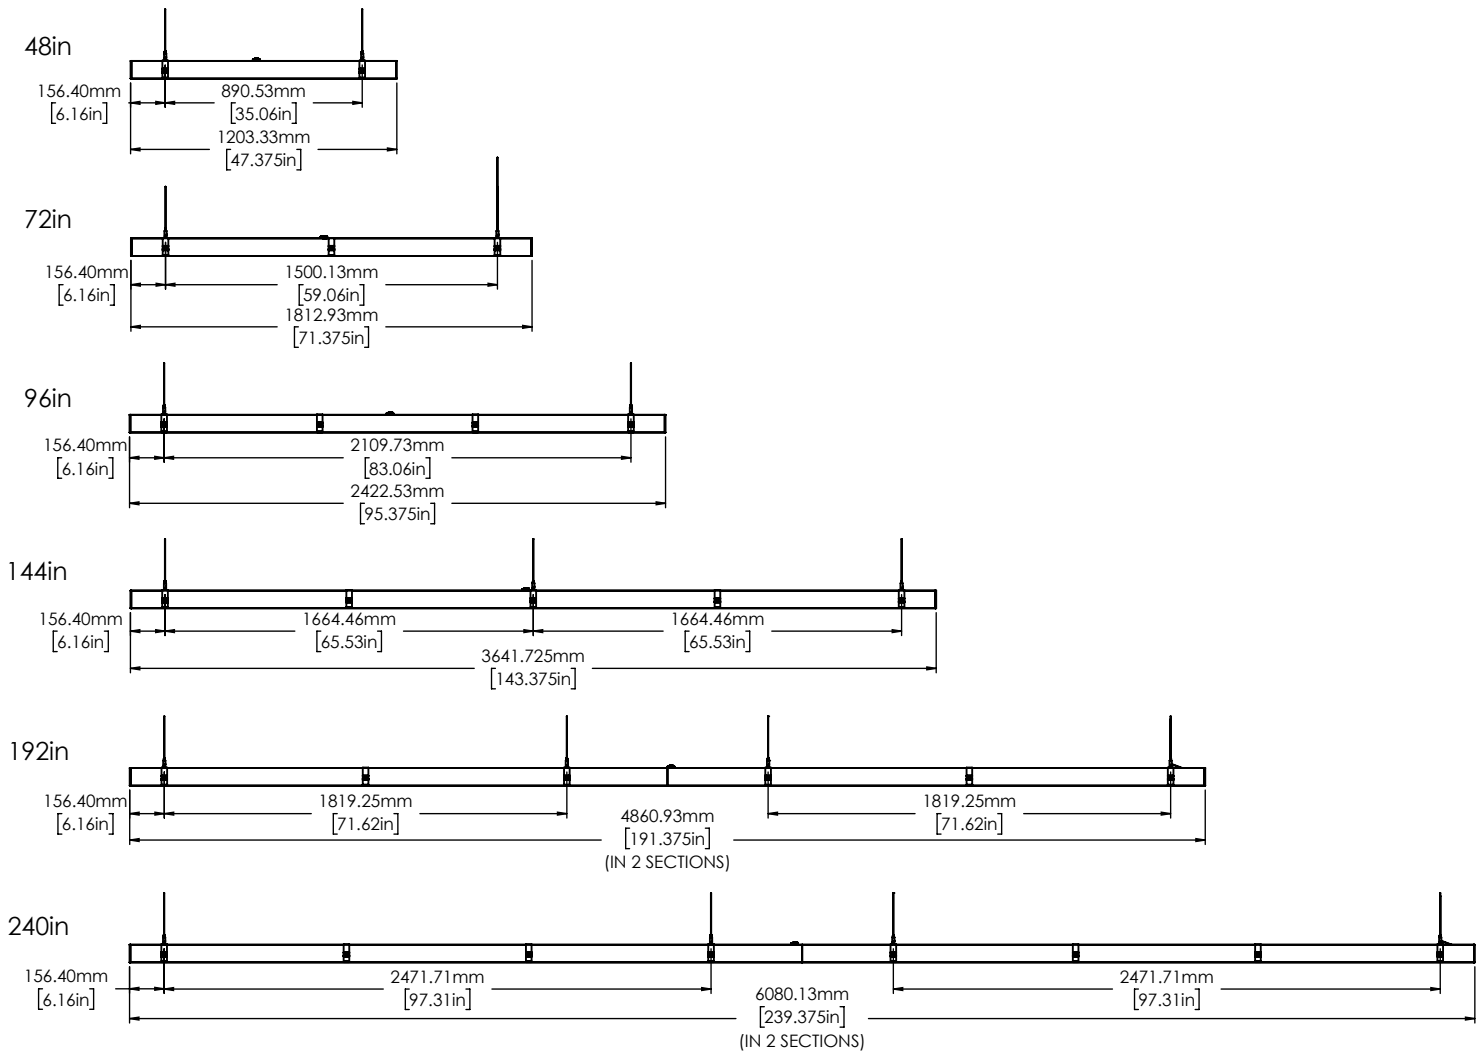 48in
156.40mm
[6.16in]
890.53mm
[35.06in]
1203.33mm
[47.375in]
72in
156.40mm
[6.16in]
1500.13mm
[59.06in]
1812.93mm
[71.375in]
96in
156.40mm
[6.16in]
2109.73mm
[83.06in]
2422.53mm
[95.375in]
144in
156.40mm
[6.16in]
1664.46mm
[65.53in]
1664.46mm
[65.53in]
3641.725mm
[143.375in]
192in
156.40mm
[6.16in]
1819.25mm
[71.62in]
1819.25mm
[71.62in]
4860.93mm
[191.375in]
(IN 2 SECTIONS)
240in
156.40mm
[6.16in]
2471.71mm
[97.31in]
2471.71mm
[97.31in]
6080.13mm
[239.375in]
(IN 2 SECTIONS)